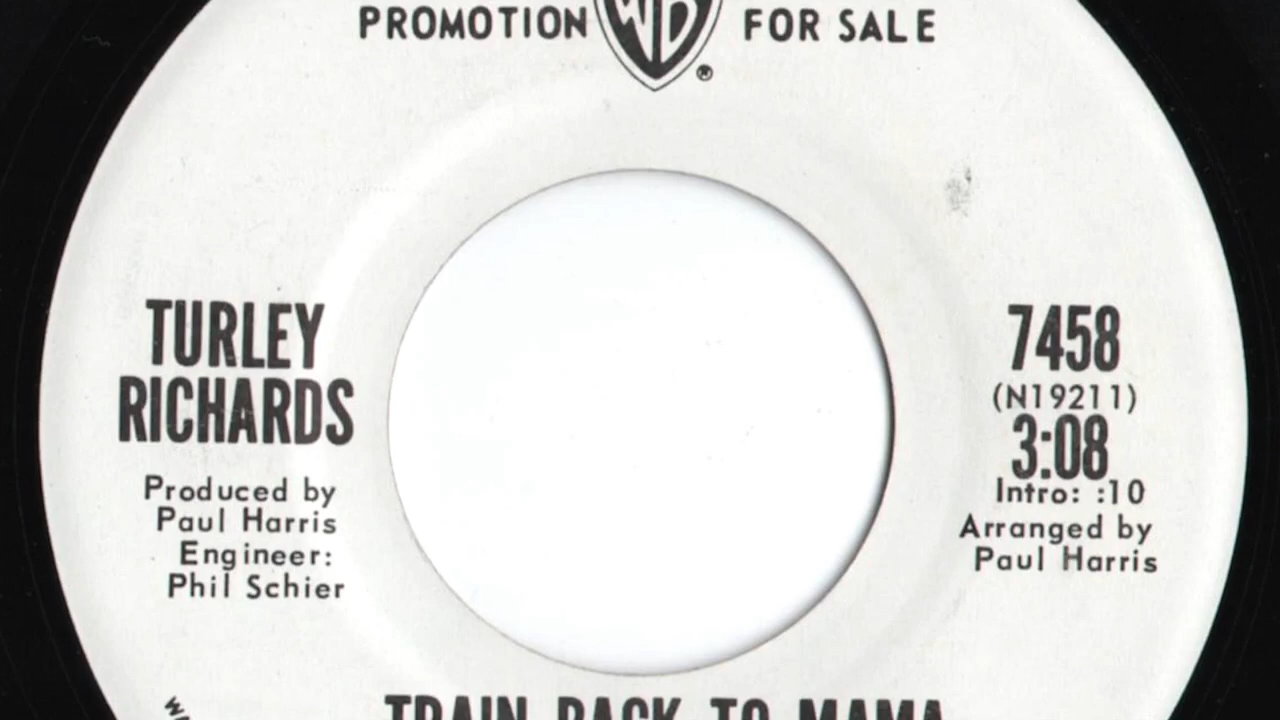 PROMOTION WB FOR SALE
®
TURLEY
RICHARDS
Produced by
Paul Harris
Engineer:
Phil Schier
7458
(N19211)
3:08
Intro: :10
Arranged by
Paul Harris
TRAIN BACK TO MAMA